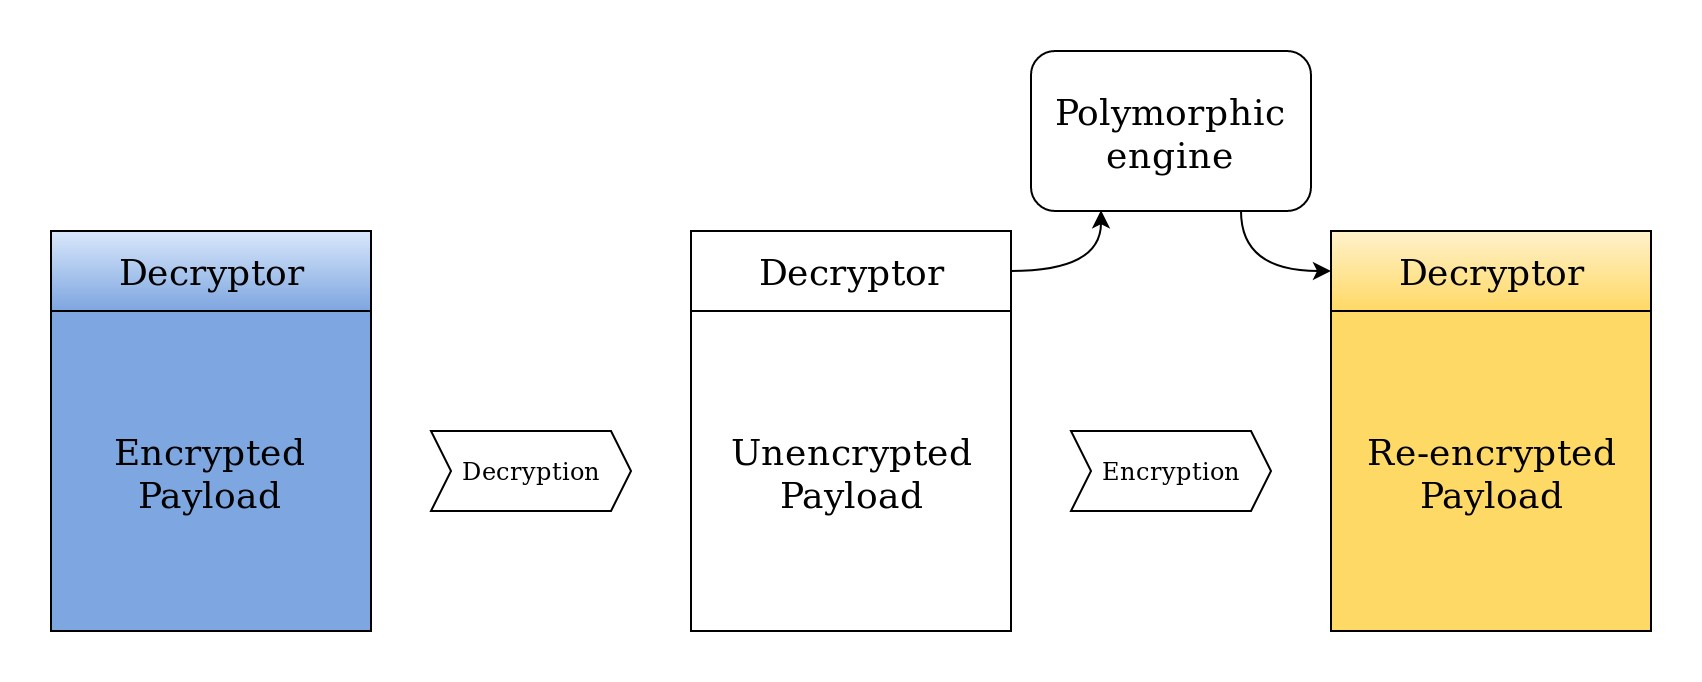 Polymorphic
engine
Decryptor
Encrypted
Payload
Decryption
Decryptor
Unencrypted
Payload
Encryption
Decryptor
Re-encrypted
Payload